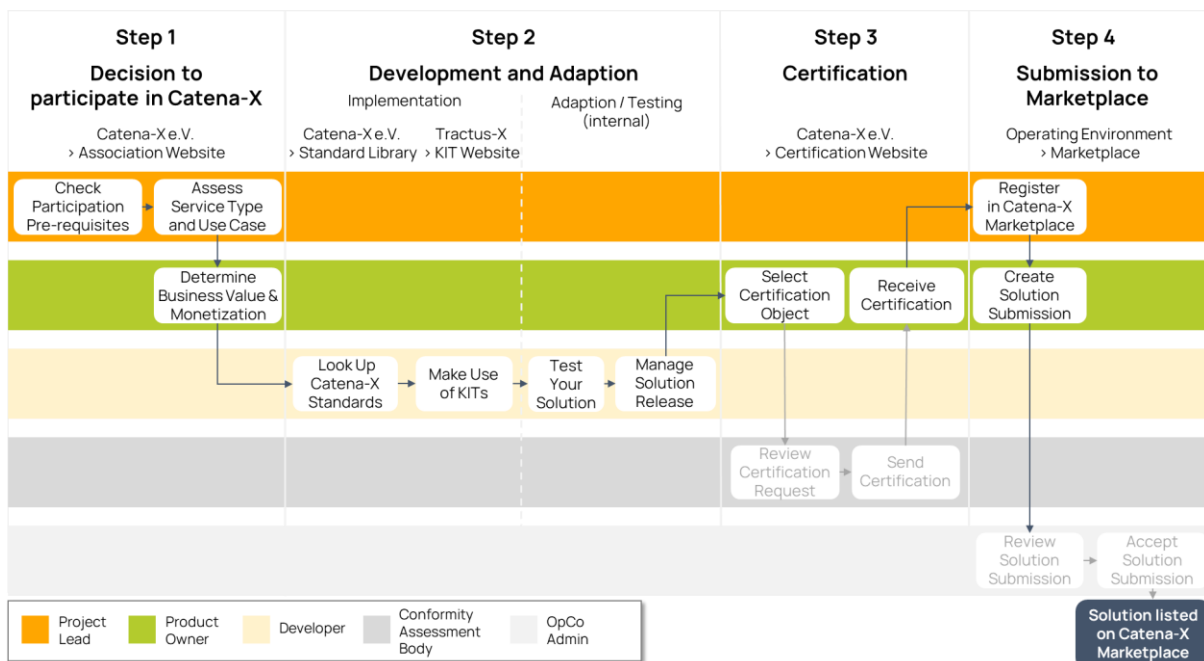 Step 1
Decision to
participate in Catena-X
Catena-X e.V.
> Association Website
Step 2
Development and Adaption
Implementation
Catena-X e.V.
> Standard Library
Tractus-X
> KIT Website
Adaption / Testing
(internal)
Step 3
Certification
Catena-X e.V.
> Certification Website
Step 4
Submission to
Marketplace
Operating Environment
> Marketplace
Check
Participation
Pre-requisites
Assess
Service Type
and Use Case
Register
in Catena-X
Marketplace
Determine
Business Value &
Monetization
Select
Certification
Object
Receive
Certification
Create
Solution
Submission
Look Up
Catena-X
Standards
Make Use
of KITs
Test
Your
Solution
Manage
Solution
Release
Review
Certification
Request
Send
Certification
Review
Solution
Submission
Accept
Solution
Submission
Project
Lead
Product
Owner
Developer
Conformity
Assessment
Body
OpCo
Admin
Solution listed
on Catena-X
Marketplace